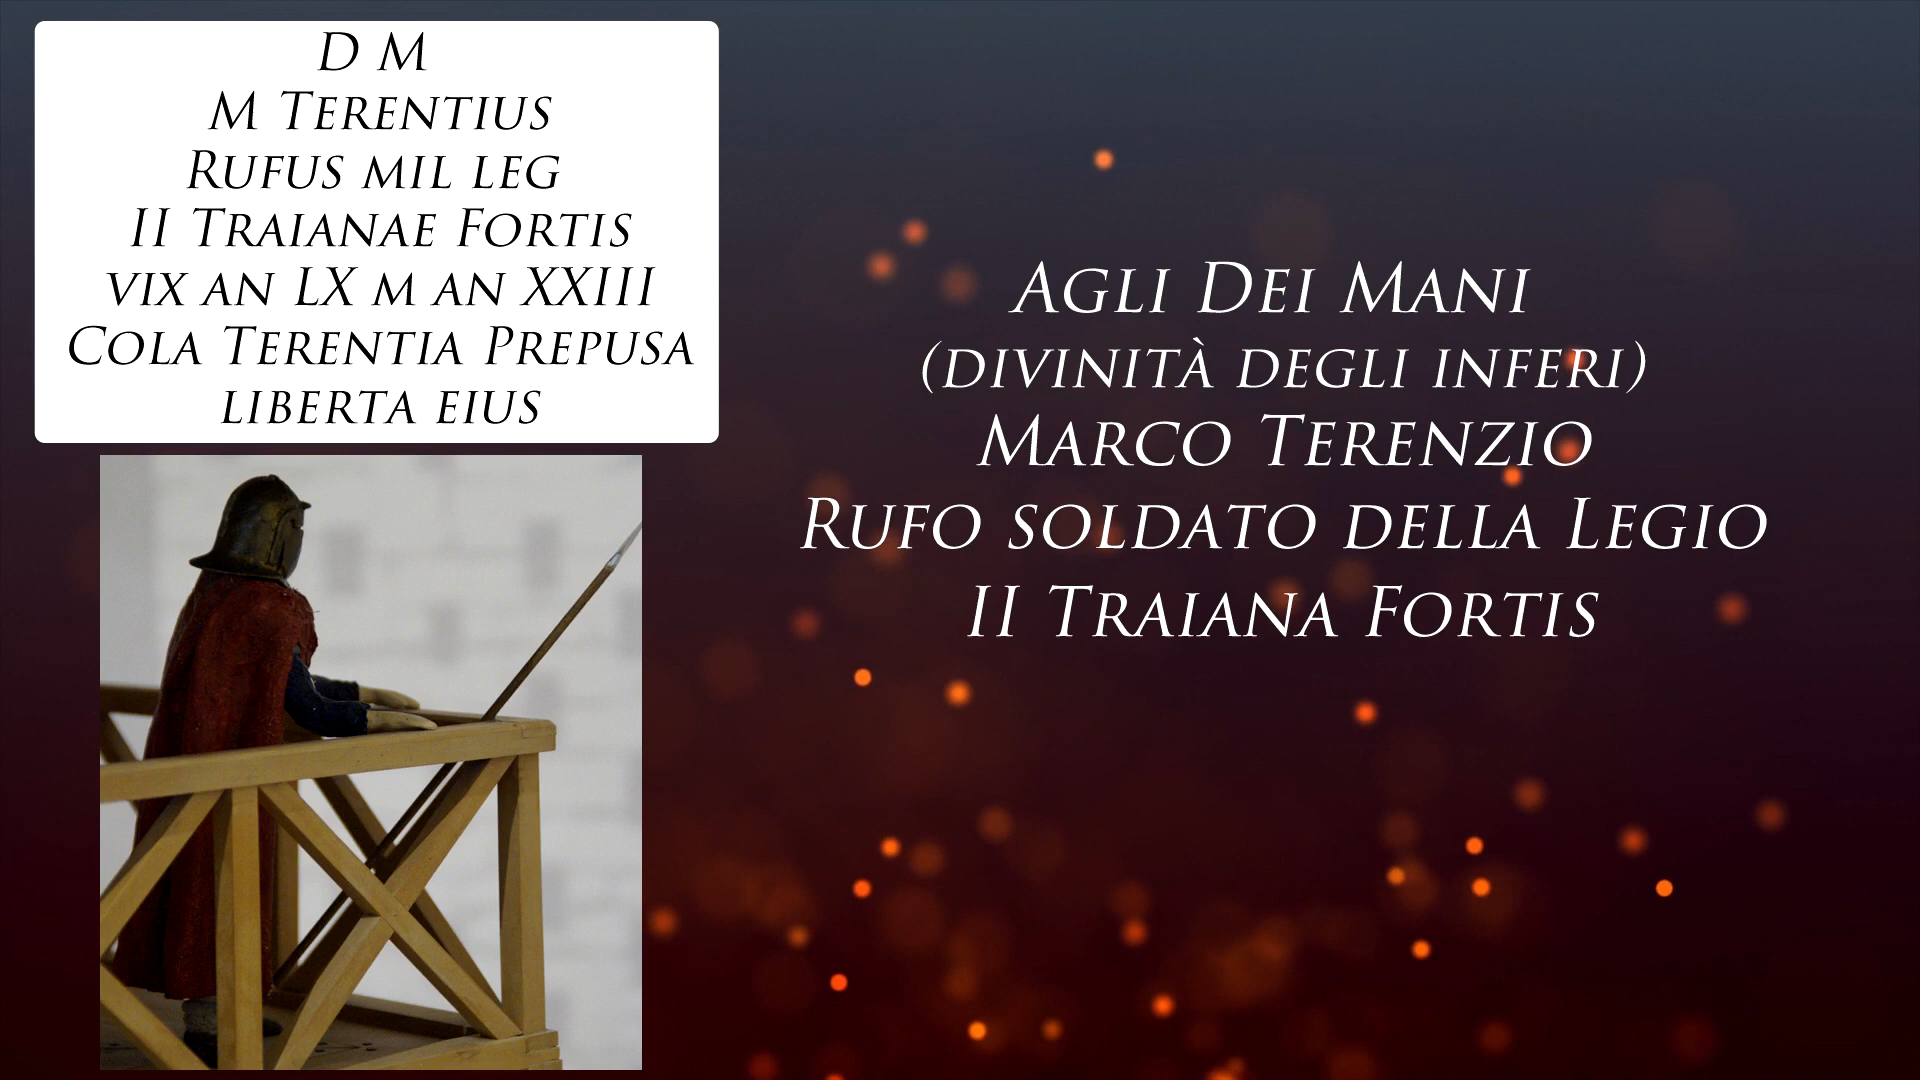 D M
M Terentius
Rufus mil leg
II Traianae Fortis
vix an LX m an XXIII
Cola Terentia Prepusa
liberta eius
Agli Dei Mani
(divinità degli inferi)
Marco Terenzio
Rufo soldato della Legio
II Traiana Fortis